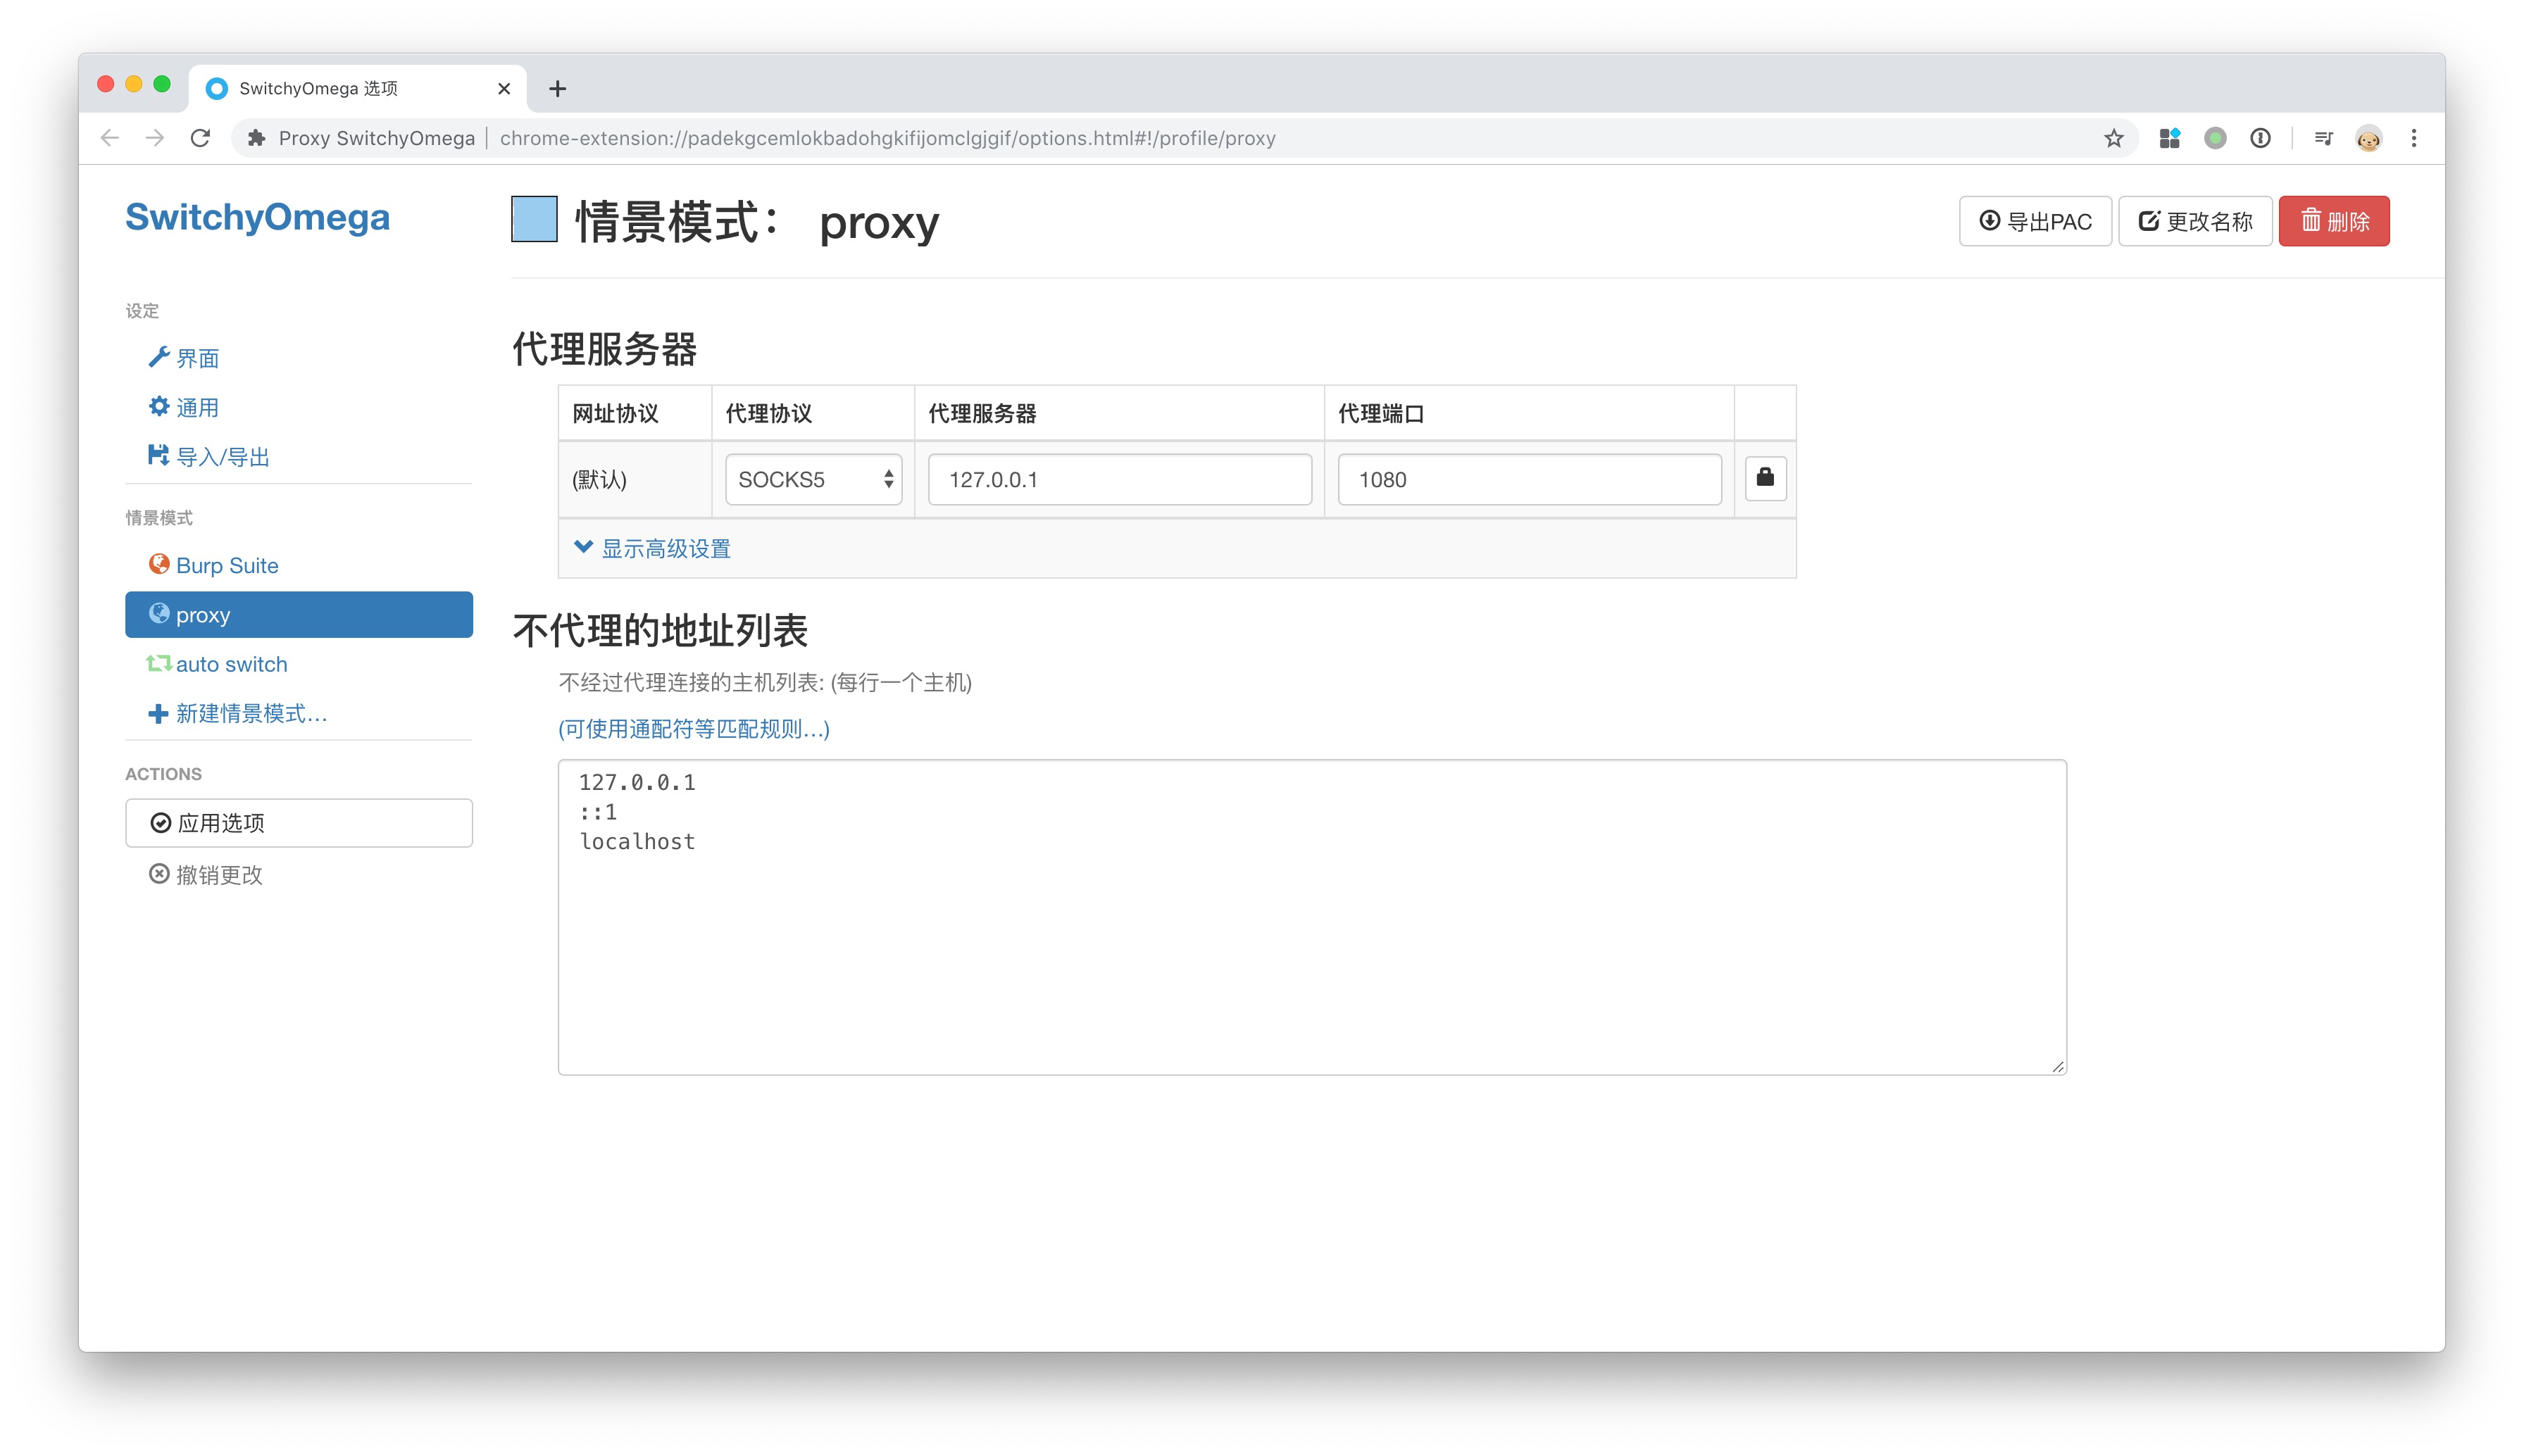 SwitchyOmega 选项
Proxy SwitchyOmega
chrome-extension://padekgcemlokbadohgkifijomclgjgif/options.html#!/profile/proxy
SwitchyOmega
设定
界面
通用
导入/导出
情景模式
Burp Suite
proxy
auto switch
新建情景模式…
ACTIONS
应用选项
撤销更改
情景模式： proxy
导出PAC
更改名称
删除
代理服务器
网址协议 代理协议 代理服务器 代理端口
(默认) SOCKS5 127.0.0.1 1080
显示高级设置
不代理的地址列表
不经过代理连接的主机列表: (每行一个主机)
(可使用通配符等匹配规则…)
127.0.0.1
::1
localhost